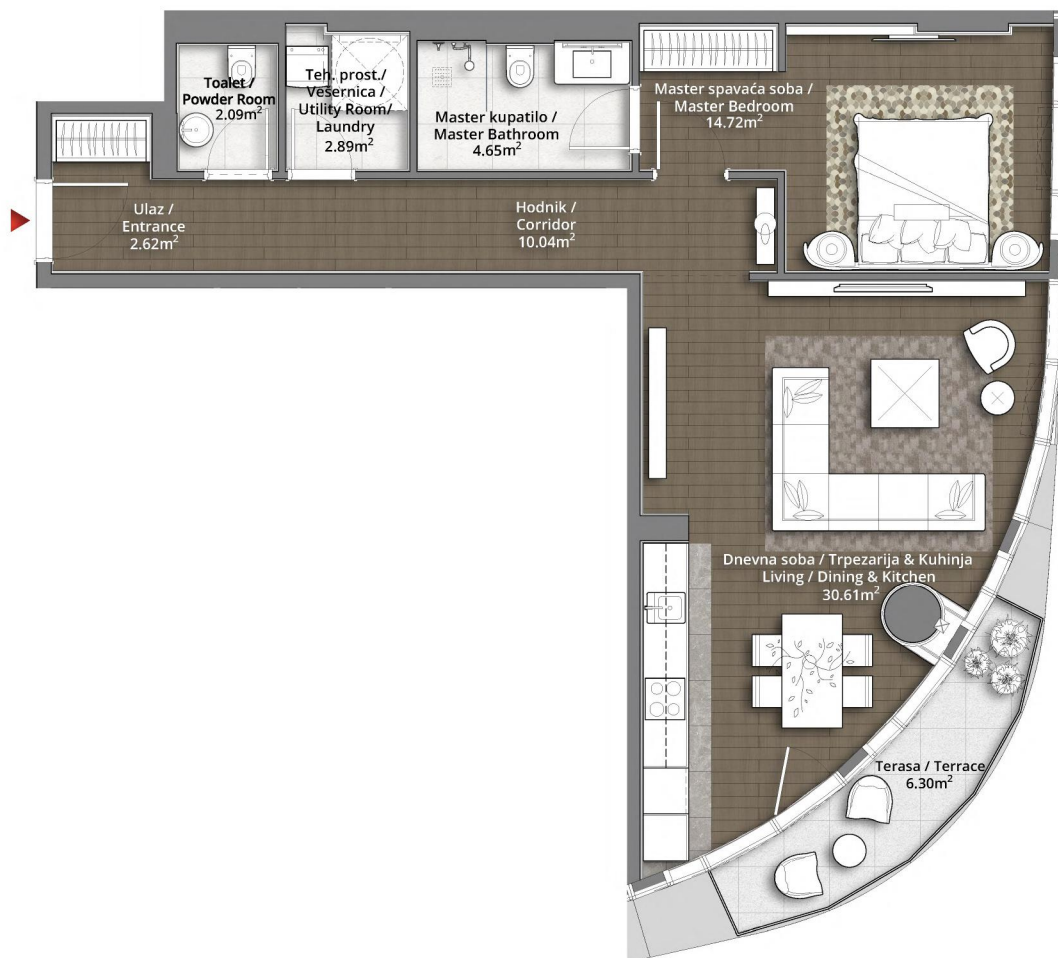 Toalet /
Powder Room
2.09m²
Teh. prost./
Vešernica /
Utility Room/
Laundry
2.89m²
Master kupatilo /
Master Bathroom
4.65m²
Master spavaća soba /
Master Bedroom
14.72m²
Ulaz /
Entrance
2.62m²
Hodnik /
Corridor
10.04m²
Dnevna soba / Trpezarija & Kuhinja
Living / Dining & Kitchen
30.61m²
Terasa / Terrace
6.30m²